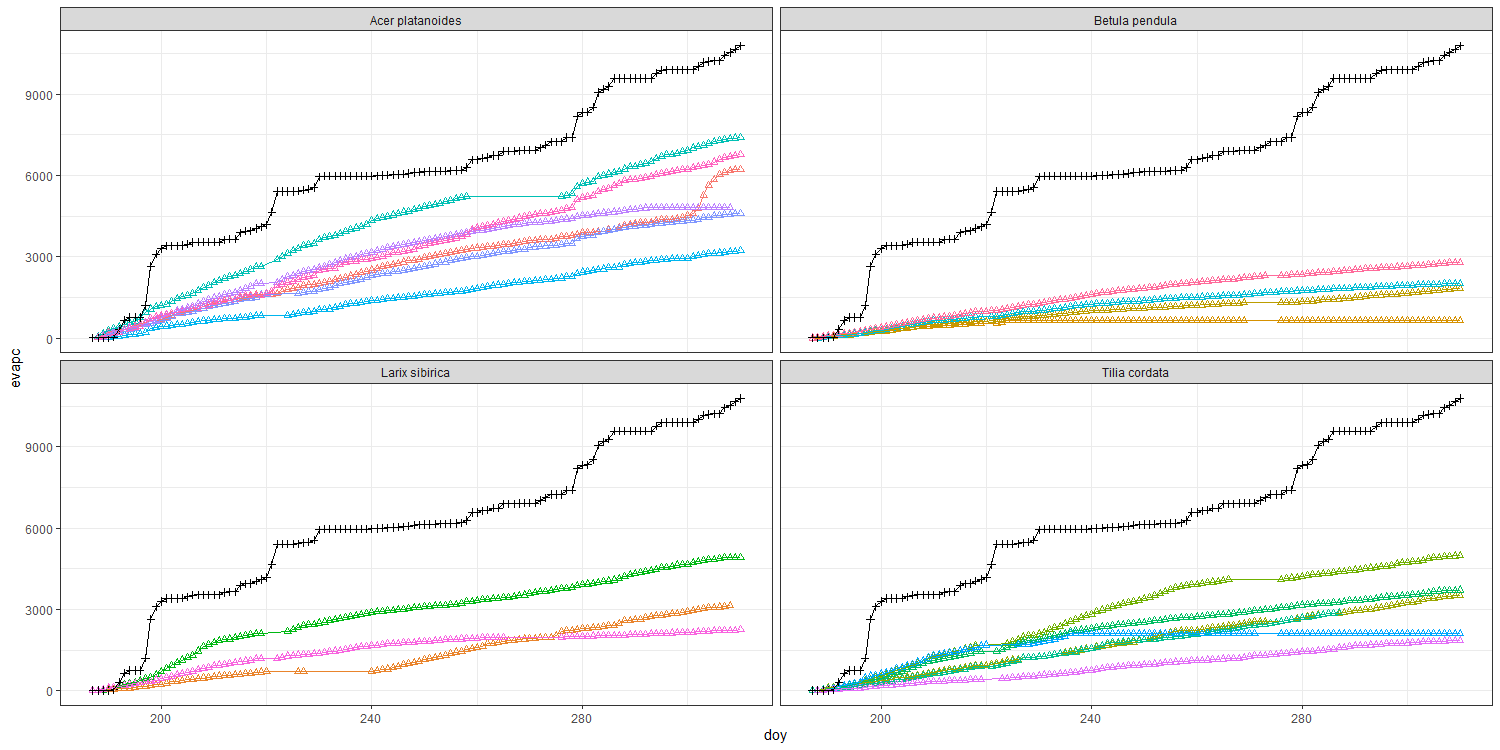 Acer platanoides
Betula pendula
9000
6000
3000
0
evapc
Larix sibirica
Tilia cordata
9000
6000
3000
0
200
240
280
200
240
280
doy